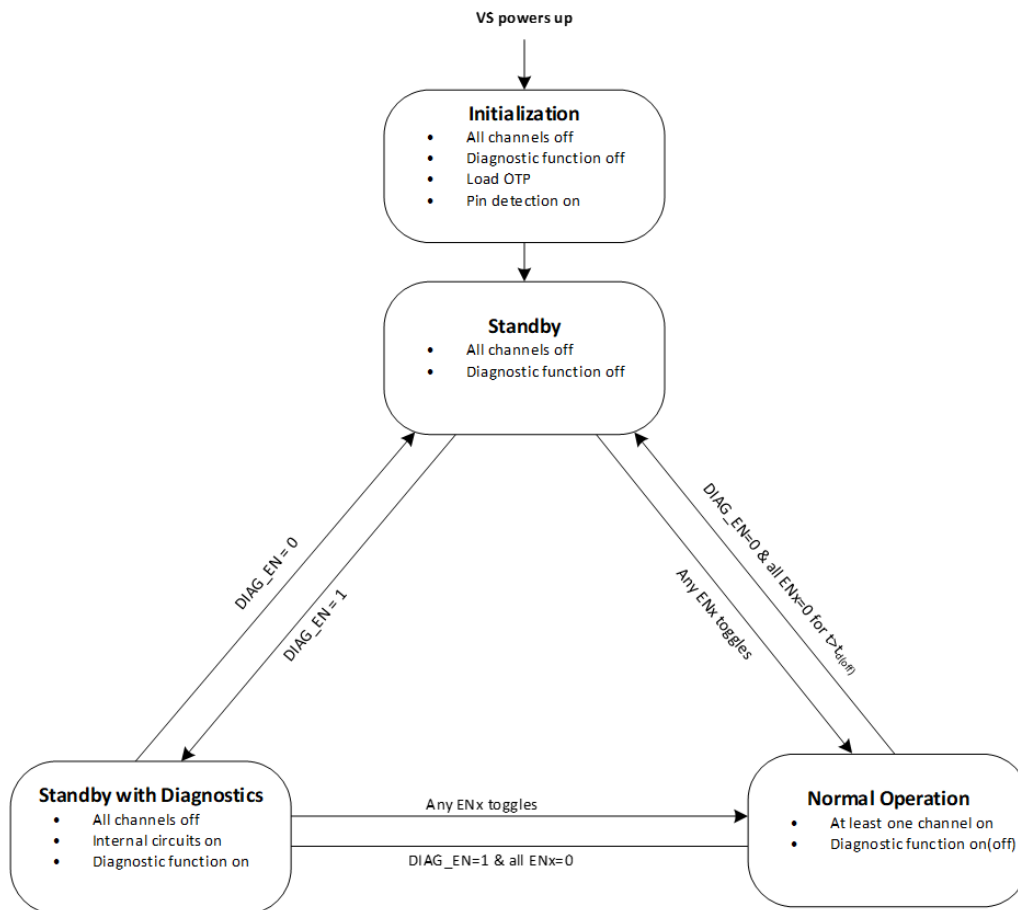 VS powers up
Initialization
• All channels off
• Diagnostic function off
• Load OTP
• Pin detection on
Standby
• All channels off
• Diagnostic function off
DIAG_EN = 0
DIAG_EN = 1
Any ENx toggles
DIAG_EN=0 & all ENx=0 for t>td(off)
Standby with Diagnostics
• All channels off
• Internal circuits on
• Diagnostic function on
Any ENx toggles
DIAG_EN=1 & all ENx=0
Normal Operation
• At least one channel on
• Diagnostic function on(off)